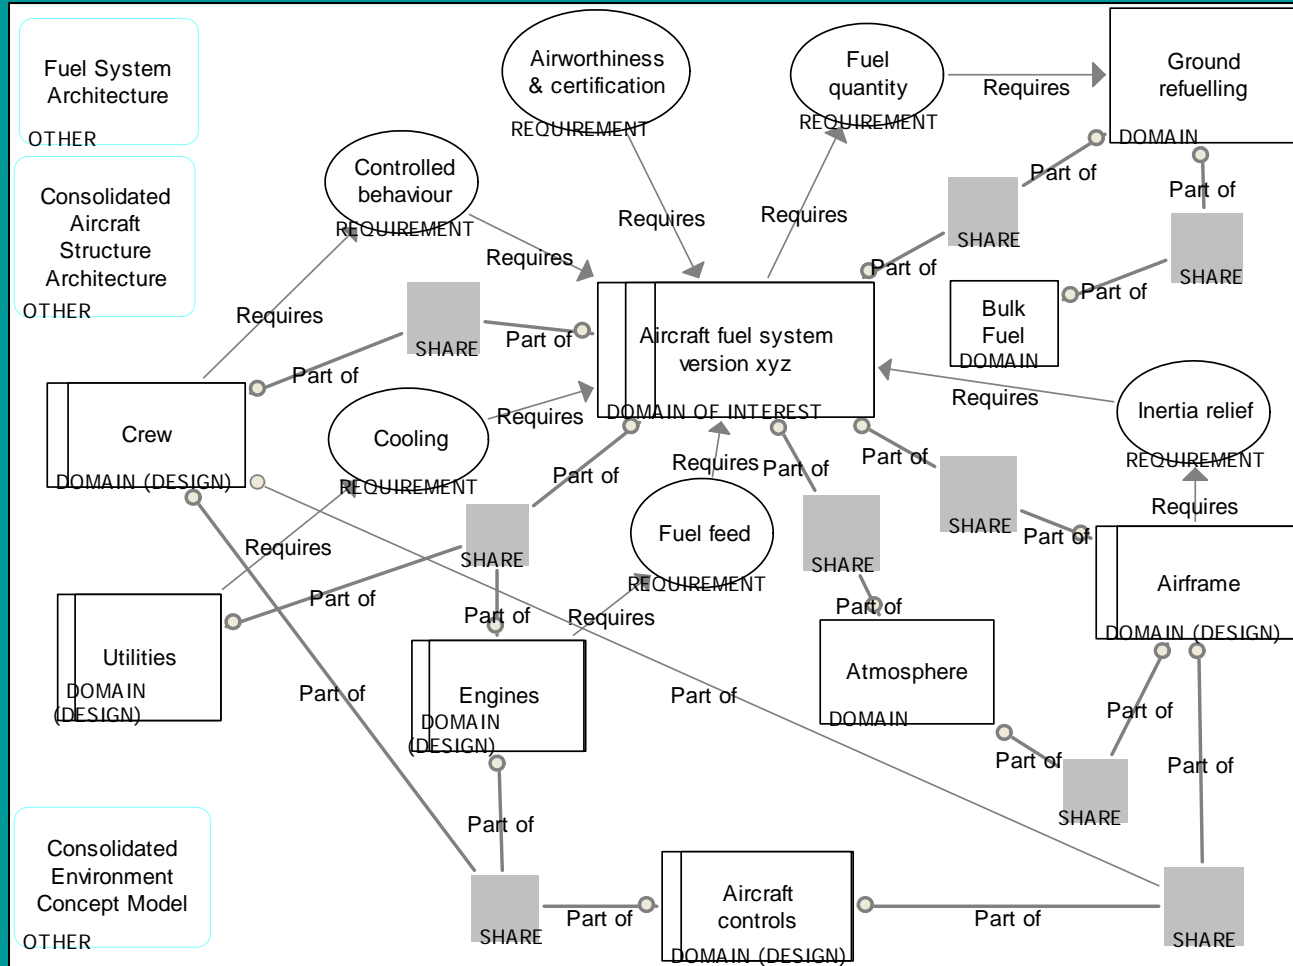 Fuel System
Architecture
OTHER
Consolidated
Aircraft
Structure
Architecture
OTHER
Controlled
behaviour
REQUIREMENT
Airworthiness
& certification
REQUIREMENT
Fuel
quantity
REQUIREMENT
Requires
Ground
refuelling
DOMAIN
Part of
Part of
SHARE
SHARE
Part of
Part of
Requires
Requires
Requires
Requires
SHARE
Part of
Part of
Aircraft fuel system
version xyz
DOMAIN OF INTEREST
Bulk
Fuel
DOMAIN
Crew
DOMAIN (DESIGN)
Cooling
REQUIREMENT
Requires
Requires
Inertia relief
REQUIREMENT
Requires
Part of
Requires
Part of
Part of
SHARE
Fuel feed
REQUIREMENT
SHARE
SHARE
Part of
Requires
Part of
Part of
Requires
Part of
Airframe
DOMAIN (DESIGN)
Utilities
DOMAIN
(DESIGN)
Engines
DOMAIN
(DESIGN)
Atmosphere
DOMAIN
Part of
Part of
Part of
Part of
Part of
SHARE
Part of
Consolidated
Environment
Concept Model
OTHER
SHARE
Part of
Aircraft
controls
DOMAIN (DESIGN)
Part of
SHARE